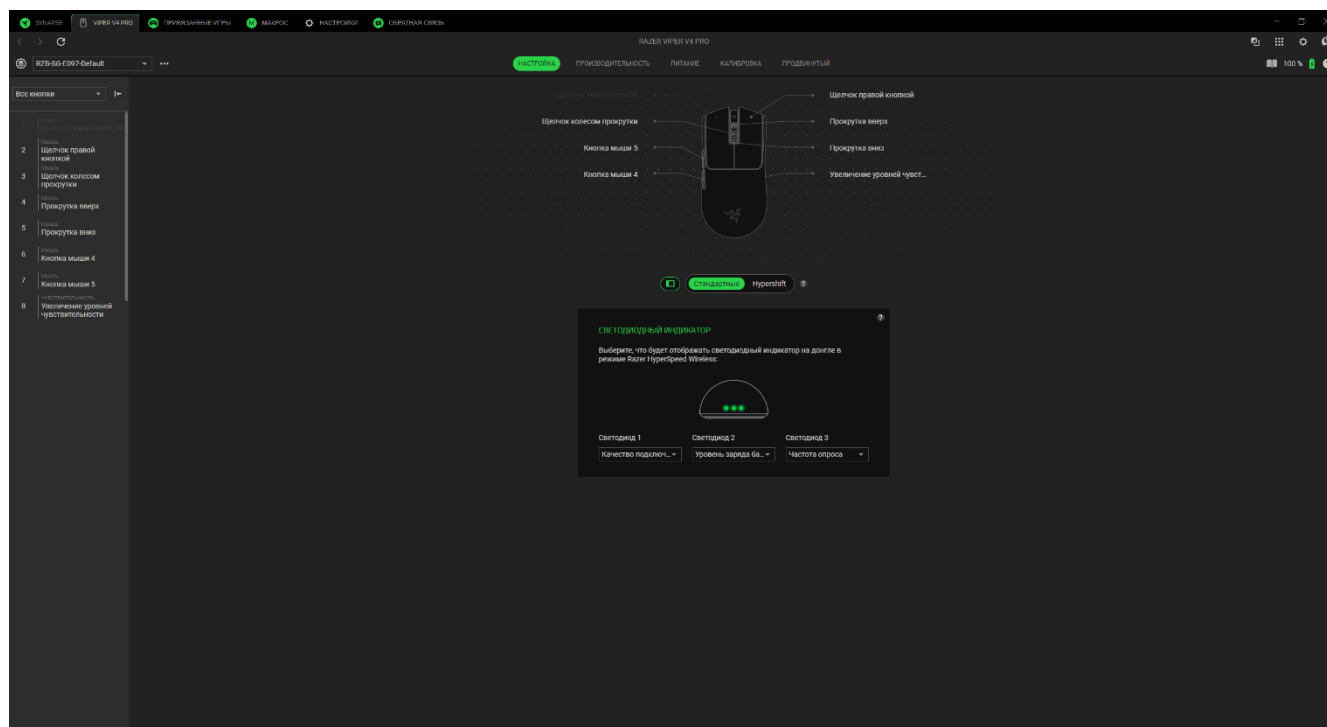 SYNAPSE
VIPER V4 PRO
ПРИВЯЗАННЫЕ ИГРЫ
МАКРОС
НАСТРОЙКИ
ОБРАТНАЯ СВЯЗЬ
RAZER VIPER V4 PRO
НАСТРОЙКА
ПРОИЗВОДИТЕЛЬНОСТЬ
ПИТАНИЕ
КАЛИБРОВКА
ПРОДВИНУТЫЙ
100 %
Все кнопки
Щелчок правой кнопкой
Щелчок колесом прокрутки
Прокрутка вверх
Кнопка мыши 5
Прокрутка вниз
Кнопка мыши 4
Увеличение уровней чувст...
2
МЫШЬ
Щелчок правой
кнопкой
3
МЫШЬ
Щелчок колесом
прокрутки
4
МЫШЬ
Прокрутка вверх
5
МЫШЬ
Прокрутка вниз
6
МЫШЬ
Кнопка мыши 4
7
МЫШЬ
Кнопка мыши 5
8
ЧУВСТВИТЕЛЬНОСТЬ
Увеличение уровней
чувствительности
Стандартные
Hypershift
?
СВЕТОДИОДНЫЙ ИНДИКАТОР
?
Выберите, что будет отображать светодиодный индикатор на донгле в
режиме Razer HyperSpeed Wireless:
Светодиод 1
Светодиод 2
Светодиод 3
Качество подключ...
Уровень заряда ба...
Частота опроса